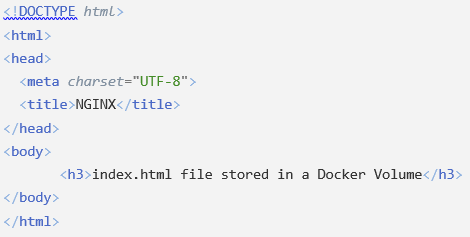 <!DOCTYPE html>
<html>
<head>
  <meta charset="UTF-8">
  <title>NGINX</title>
</head>
<body>
       <h3>index.html file stored in a Docker Volume</h3>
</body>
</html>